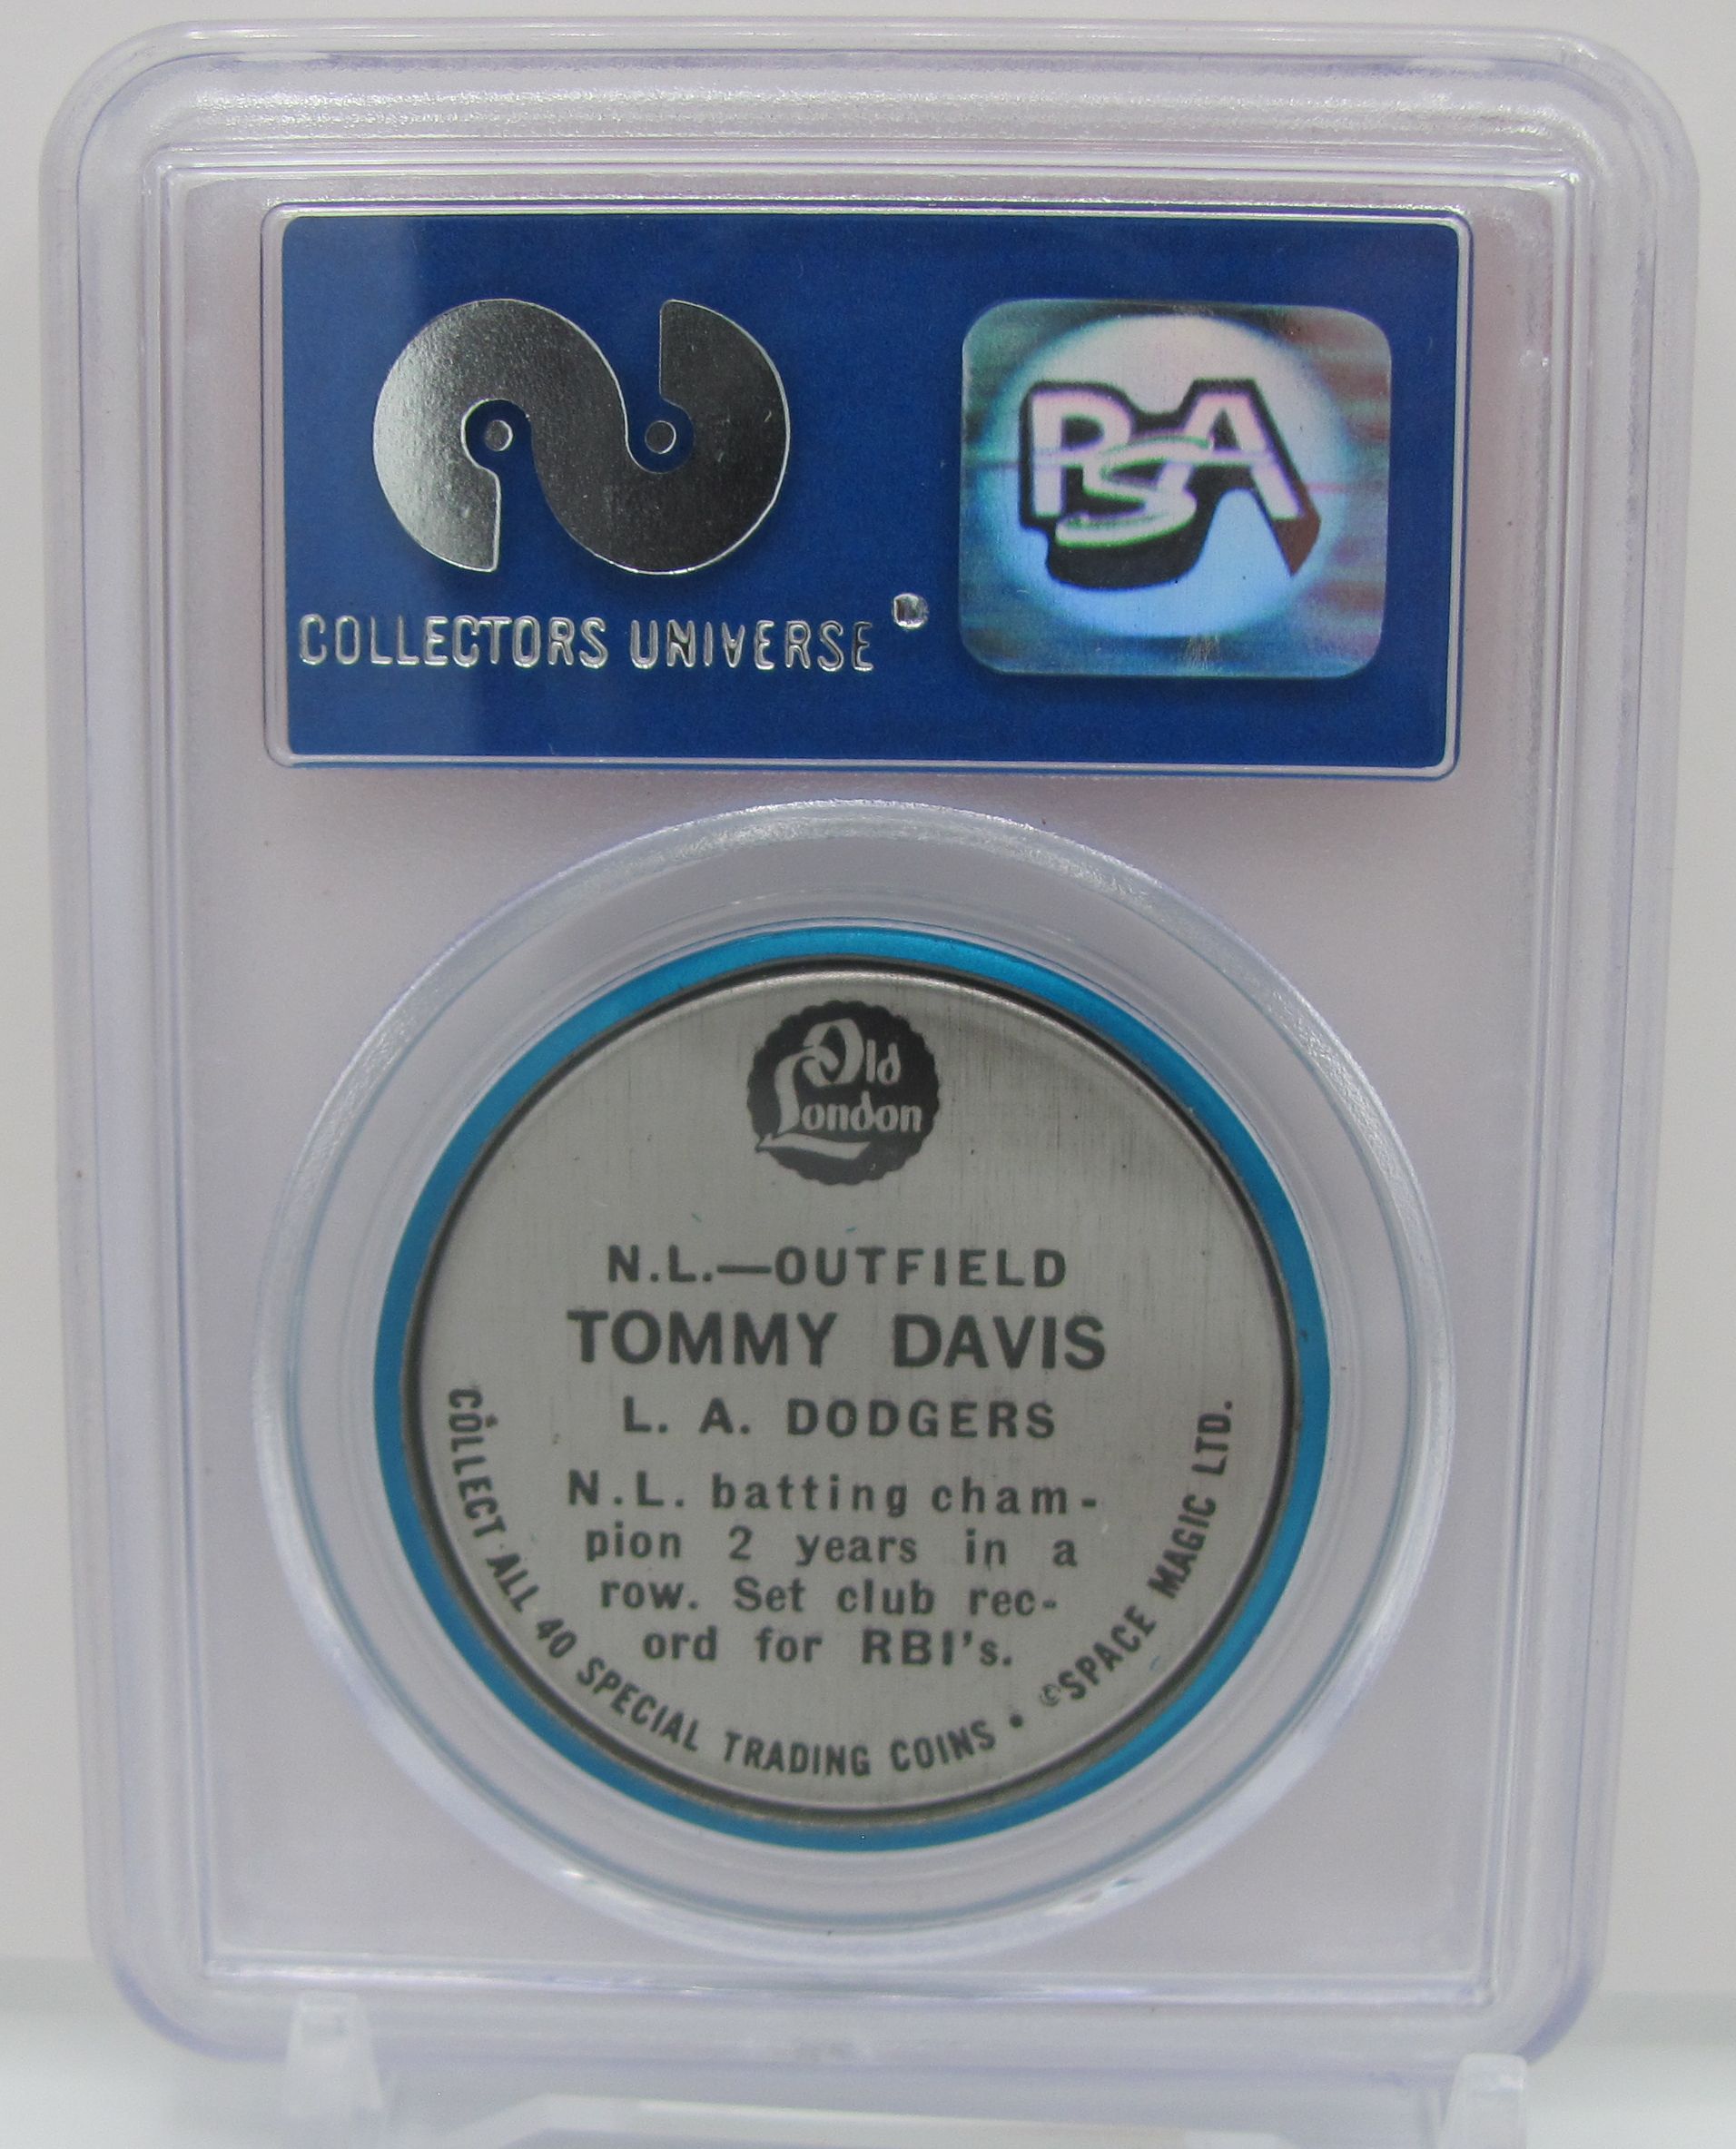 COLLECTORS UNIVERSE
PSA
Old
London
N.L.—OUTFIELD
TOMMY DAVIS
L. A. DODGERS
N.L. batting cham-
pion 2 years in a
row. Set club rec-
ord for RBI's.
COLLECT ALL 40 SPECIAL TRADING COINS • ©SPACE MAGIC LTD.